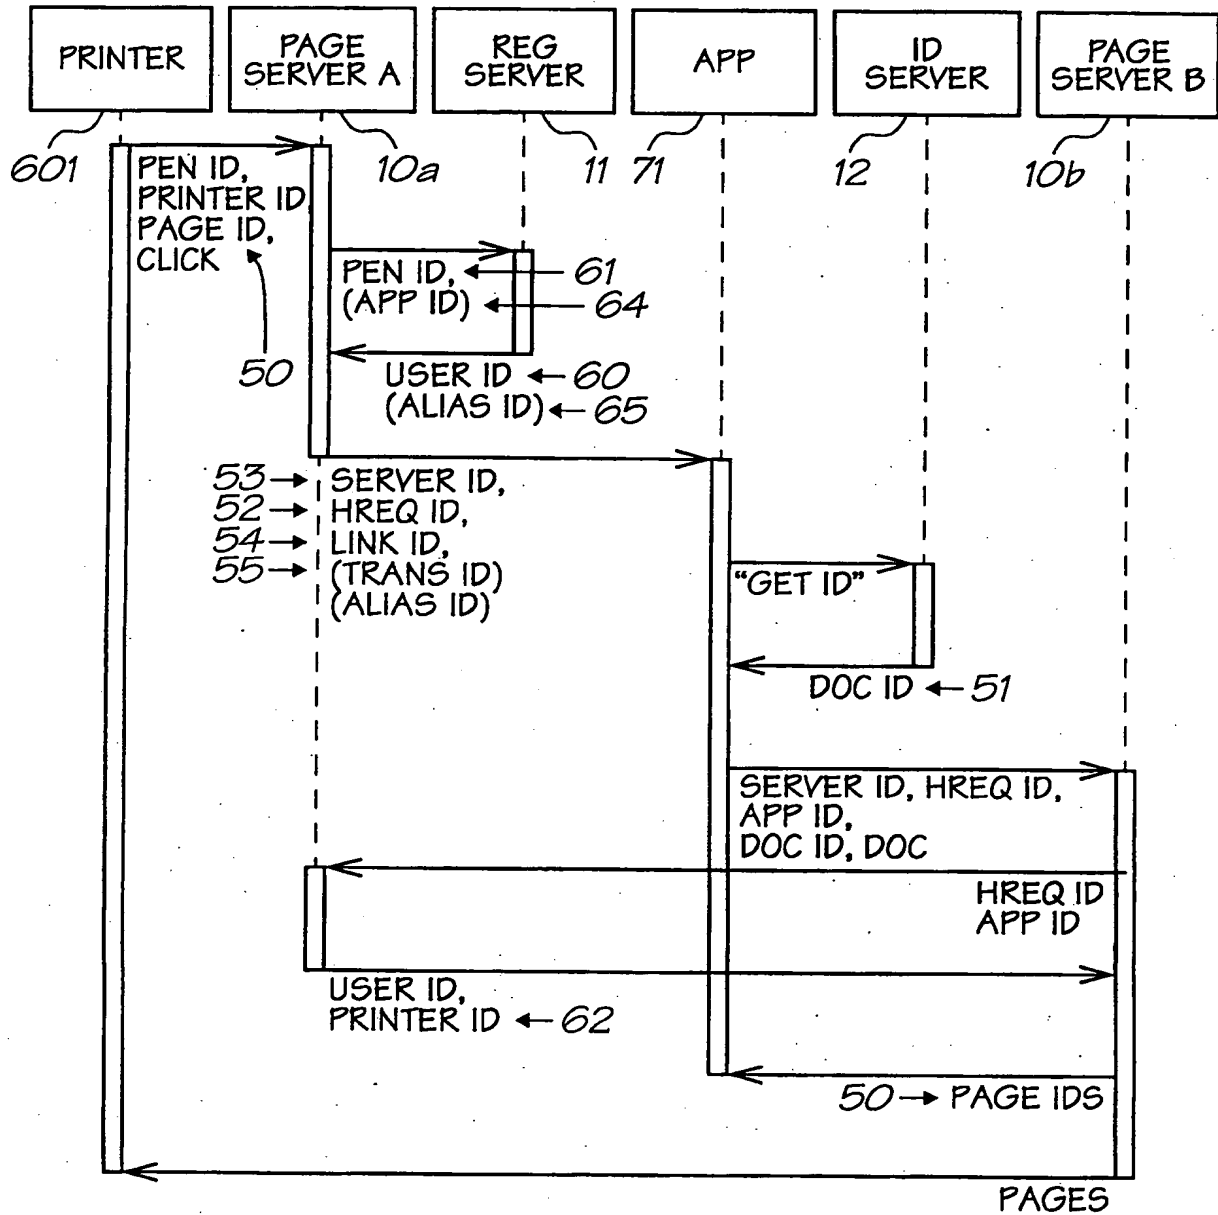 PRINTER
PAGE
SERVER A
REG
SERVER
APP
ID
SERVER
PAGE
SERVER B
601
10a
11
71
12
10b
PEN ID,
PRINTER ID
PAGE ID,
CLICK
50
PEN ID,
61
(APP ID)
64
USER ID
60
(ALIAS ID)
65
53
SERVER ID,
52
HREQ ID,
54
LINK ID,
55
(TRANS ID)
(ALIAS ID)
"GET ID"
DOC ID
51
SERVER ID, HREQ ID,
APP ID,
DOC ID, DOC
HREQ ID
APP ID
USER ID,
PRINTER ID
62
50
PAGE IDS
PAGES